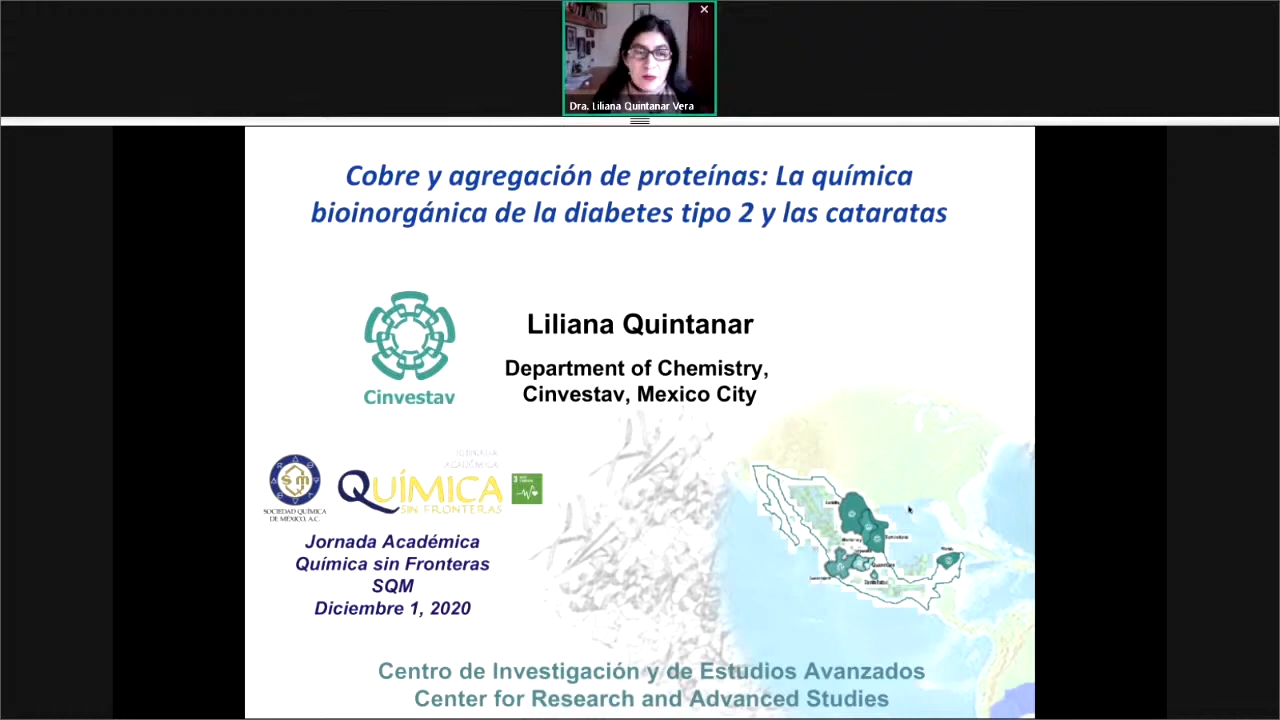 Dra. Liliana Quintanar Vera
Cobre y agregación de proteínas: La química
bioinorgánica de la diabetes tipo 2 y las cataratas
Cinvestav
Liliana Quintanar
Department of Chemistry,
Cinvestav, Mexico City
SOCIEDAD QUÍMICA
DE MÉXICO, A.C.
JORNADA
ACADÉMICA
QUÍMICA
SIN FRONTERAS
Jornada Académica
Química sin Fronteras
SQM
Diciembre 1, 2020
Centro de Investigación y de Estudios Avanzados
Center for Research and Advanced Studies